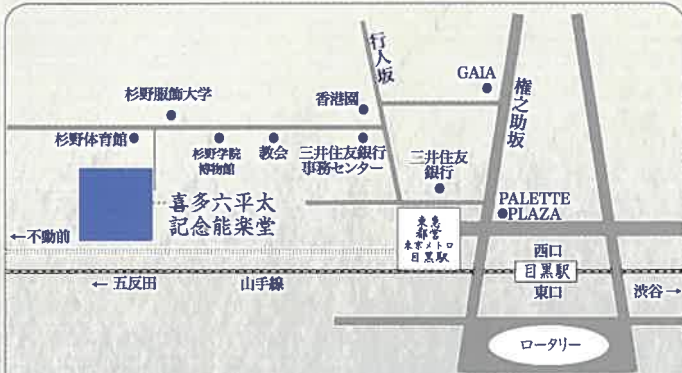 行人坂
GAIA
権之助坂
杉野服飾大学
香港園
杉野体育館
杉野学院
博物館
教会
三井住友銀行
事務センター
三井住友
銀行
喜多六平太
記念能楽堂
PALETTE
PLAZA
東急
都営
東京メトロ
目黒駅
←不動前
西口
目黒駅
東口
← 五反田
山手線
渋谷→
ロータリー